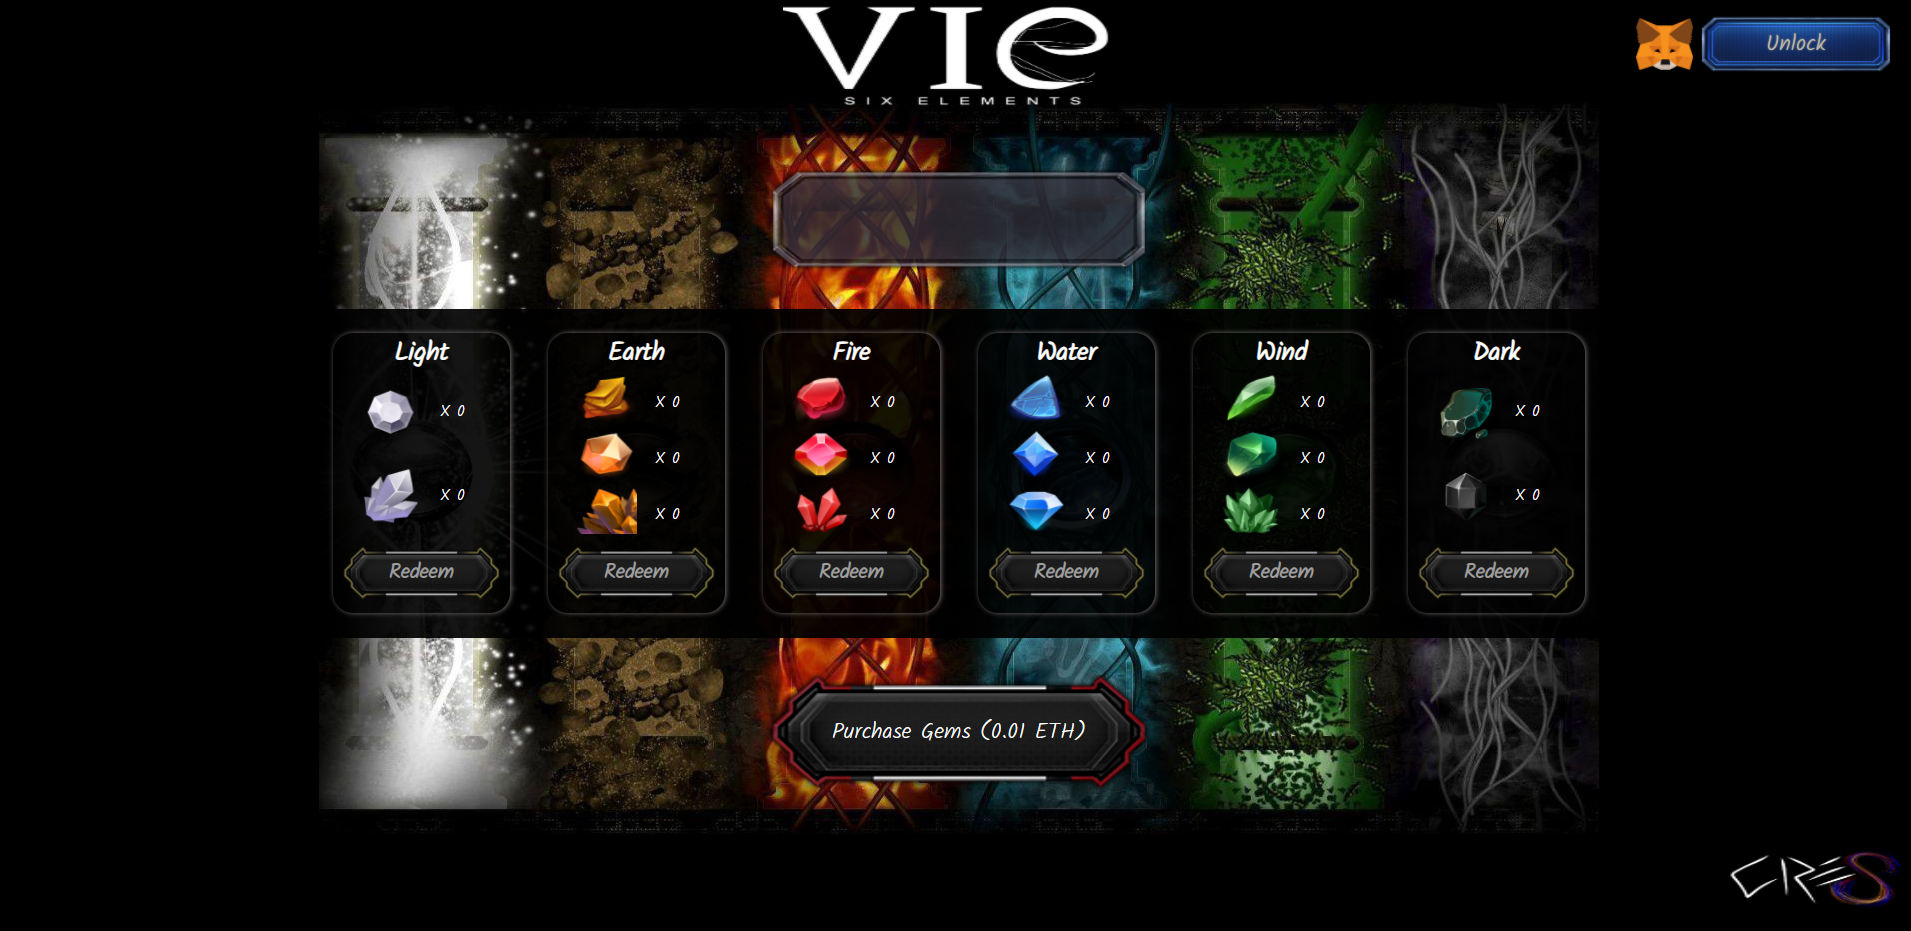 VIe
SIX ELEMENTS
Unlock
Light
X 0
X 0
Redeem
Earth
X 0
X 0
X 0
Redeem
Fire
X 0
X 0
X 0
Redeem
Water
X 0
X 0
X 0
Redeem
Wind
X 0
X 0
X 0
Redeem
Dark
X 0
X 0
Redeem
Purchase Gems (0.01 ETH)
CRES